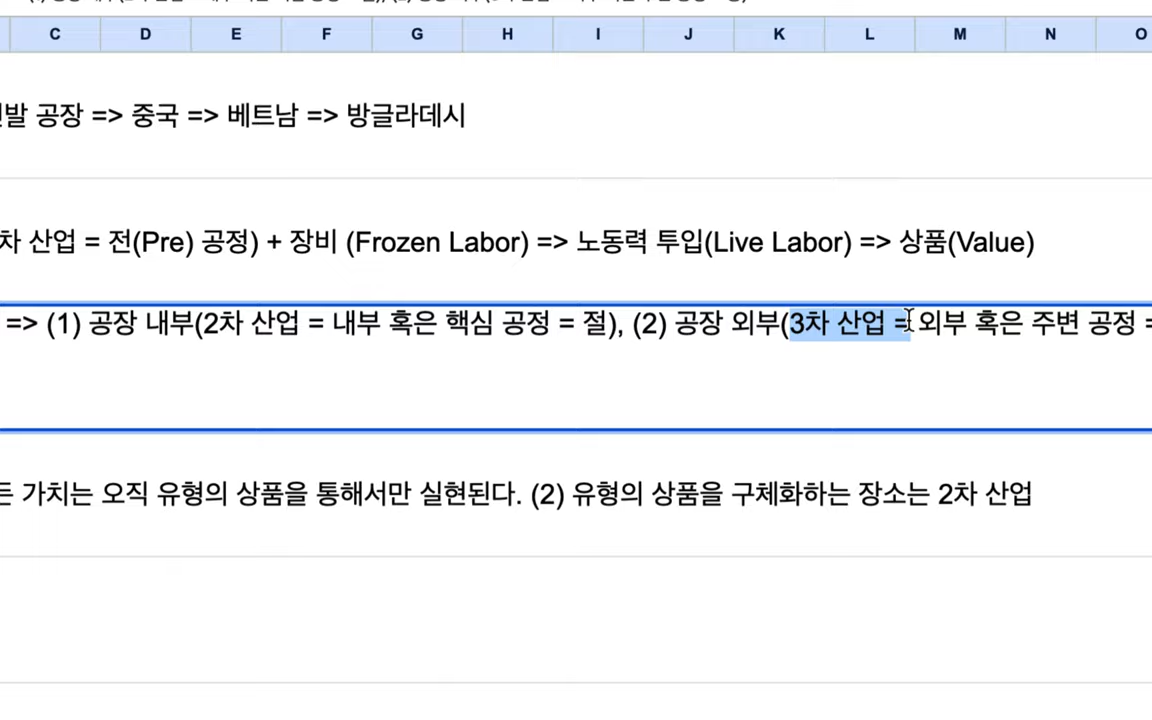 C D E F G H I J K L M N O
공장 => 중국 => 베트남 => 방글라데시
차 산업 = 전(Pre) 공정) + 장비 (Frozen Labor) => 노동력 투입(Live Labor) => 상품(Value)
=> (1) 공장 내부(2차 산업 = 내부 혹은 핵심 공정 = 절), (2) 공장 외부(3차 산업 = 외부 혹은 주변 공정 =
가치는 오직 유형의 상품을 통해서만 실현된다. (2) 유형의 상품을 구체화하는 장소는 2차 산업